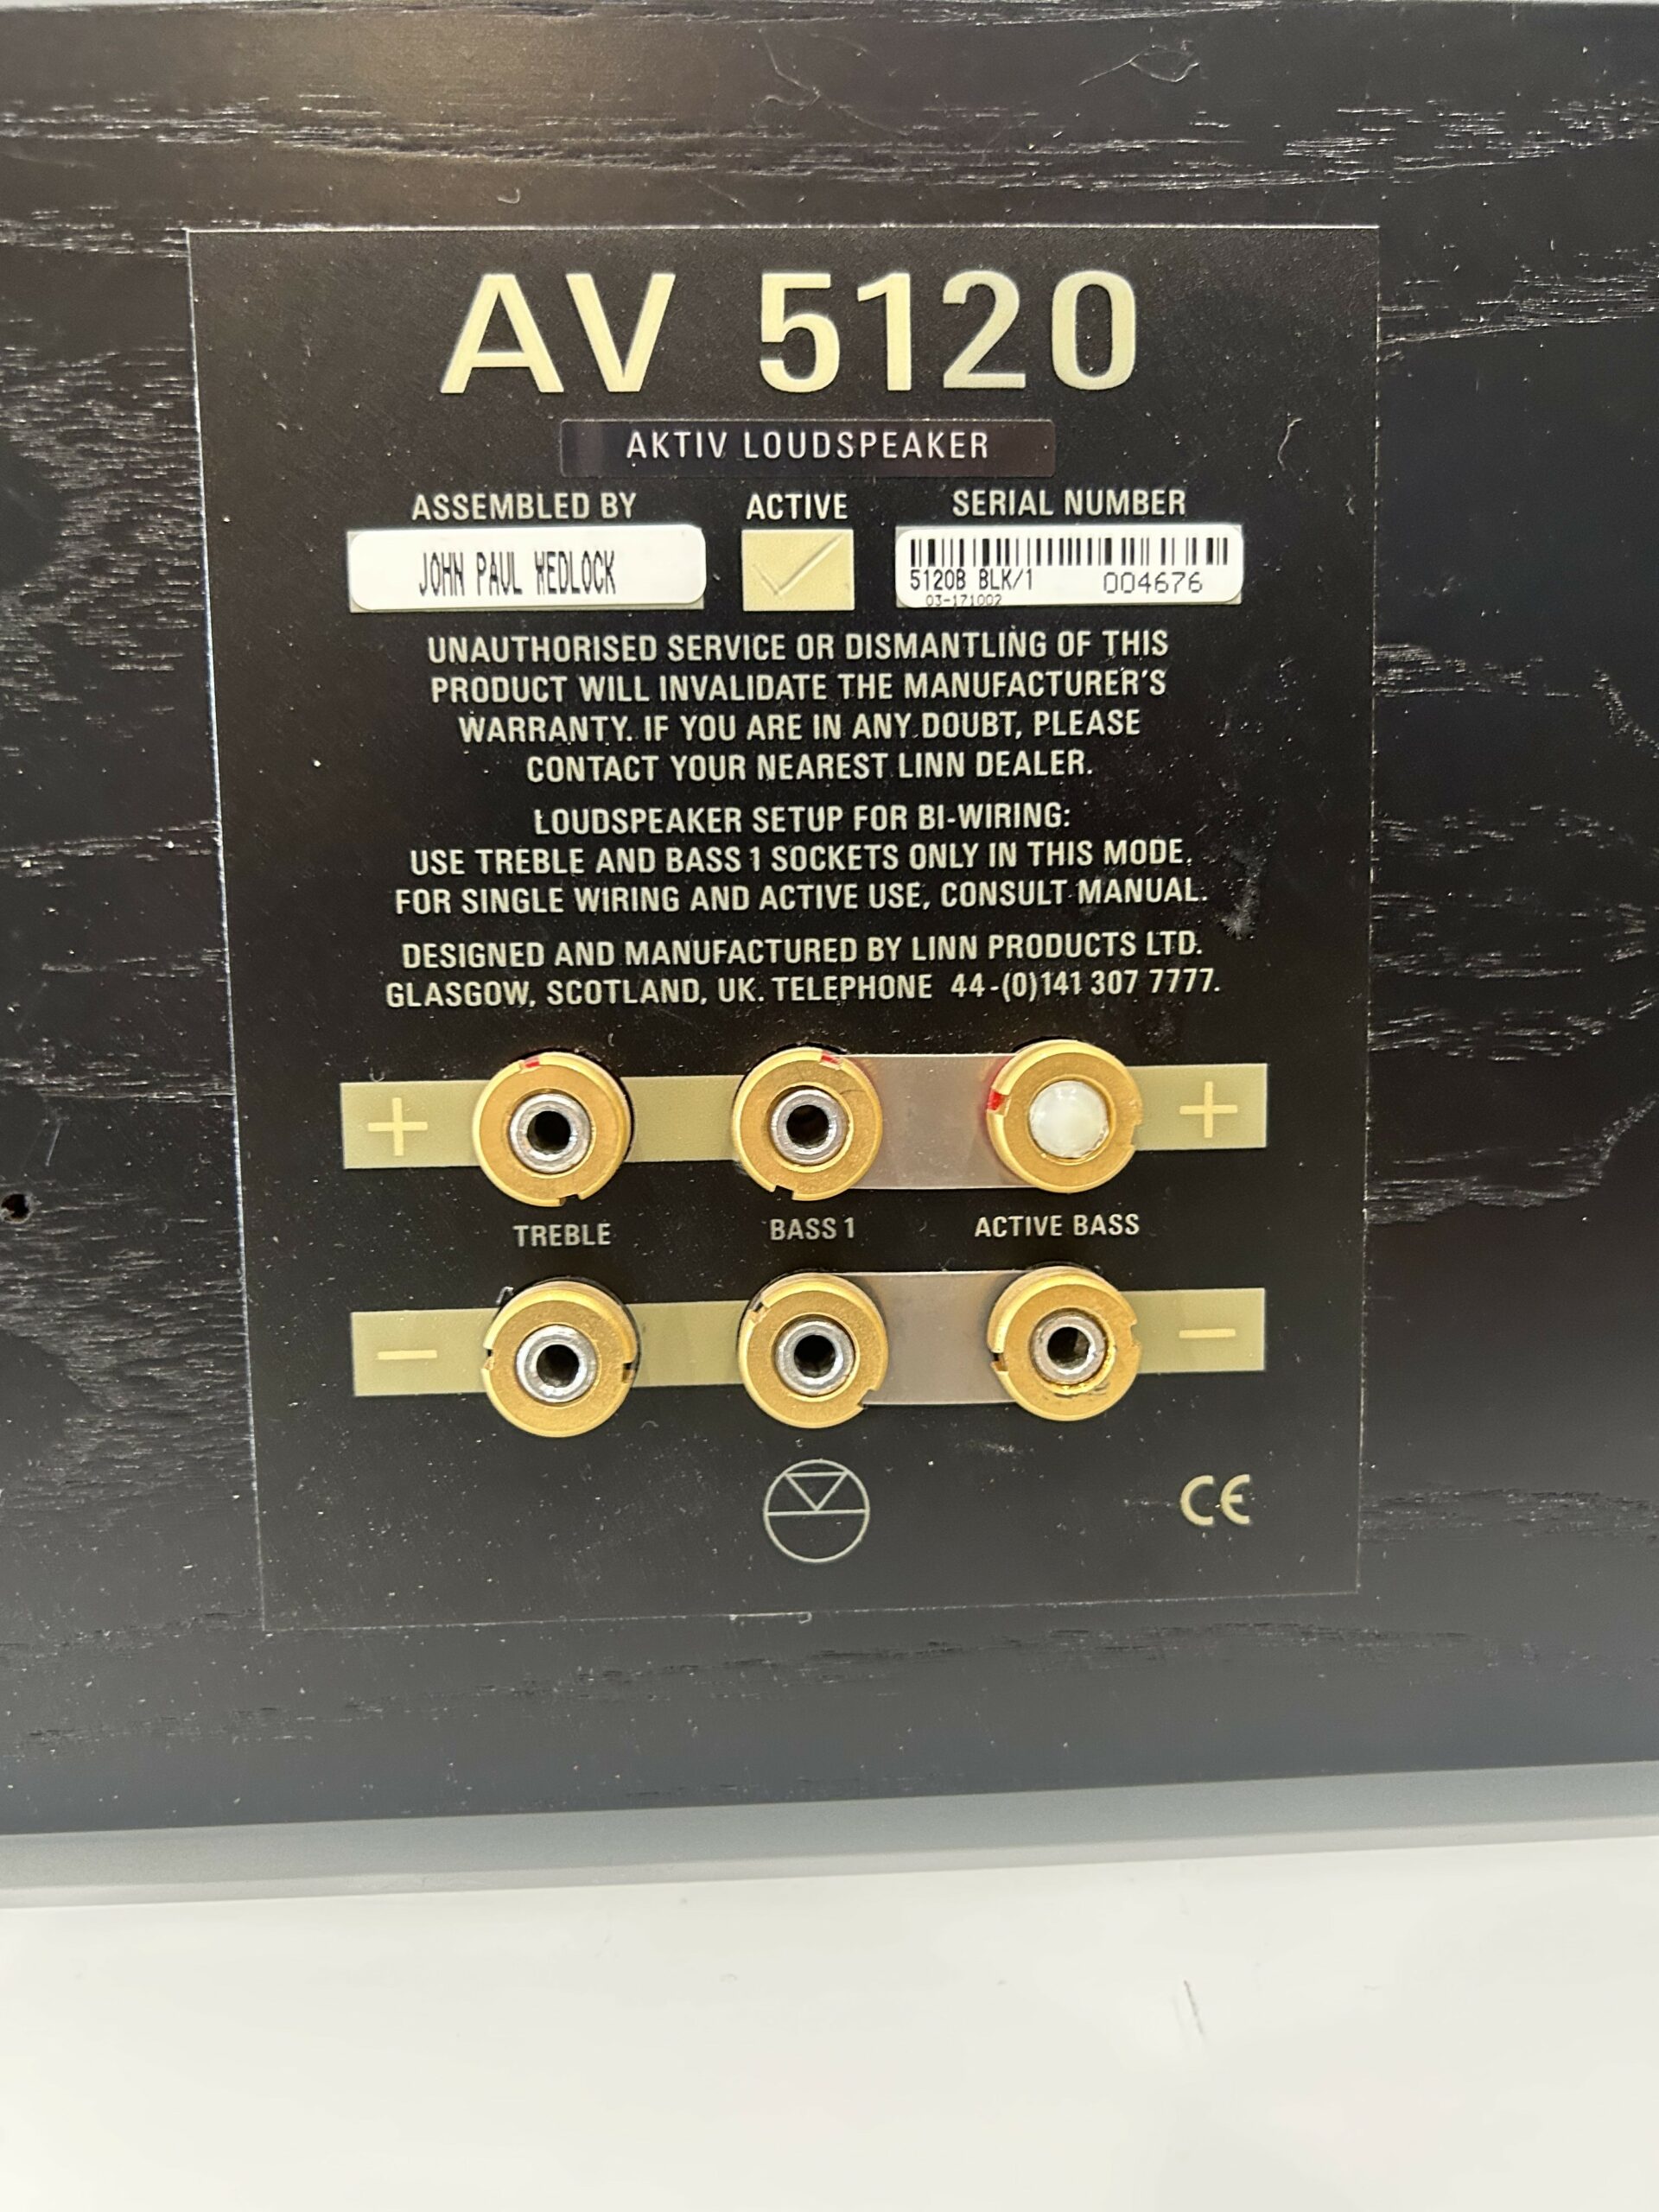 AV 5120
AKTIV LOUDSPEAKER
ASSEMBLED BY ACTIVE SERIAL NUMBER
JOHN PAUL WEDLOCK
5120B BLK/1 004676
03-171002
UNAUTHORISED SERVICE OR DISMANTLING OF THIS
PRODUCT WILL INVALIDATE THE MANUFACTURER'S
WARRANTY. IF YOU ARE IN ANY DOUBT, PLEASE
CONTACT YOUR NEAREST LINN DEALER.
LOUDSPEAKER SETUP FOR BI-WIRING:
USE TREBLE AND BASS 1 SOCKETS ONLY IN THIS MODE.
FOR SINGLE WIRING AND ACTIVE USE, CONSULT MANUAL.
DESIGNED AND MANUFACTURED BY LINN PRODUCTS LTD.
GLASGOW, SCOTLAND, UK. TELEPHONE 44-(0)141 307 7777.
+ +
TREBLE BASS 1 ACTIVE BASS
– –
CE